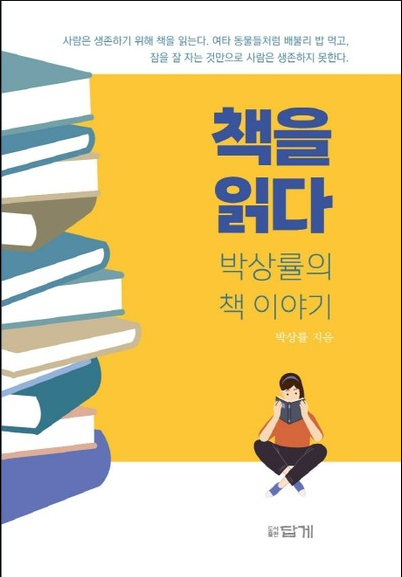 사람은 생존하기 위해 책을 읽는다. 여타 동물들처럼 배불리 밥 먹고,
잠을 잘 자는 것만으로 사람은 생존하지 못한다.
책을
읽다
박상률의
책 이야기
박상률 지음
도서출판 답게